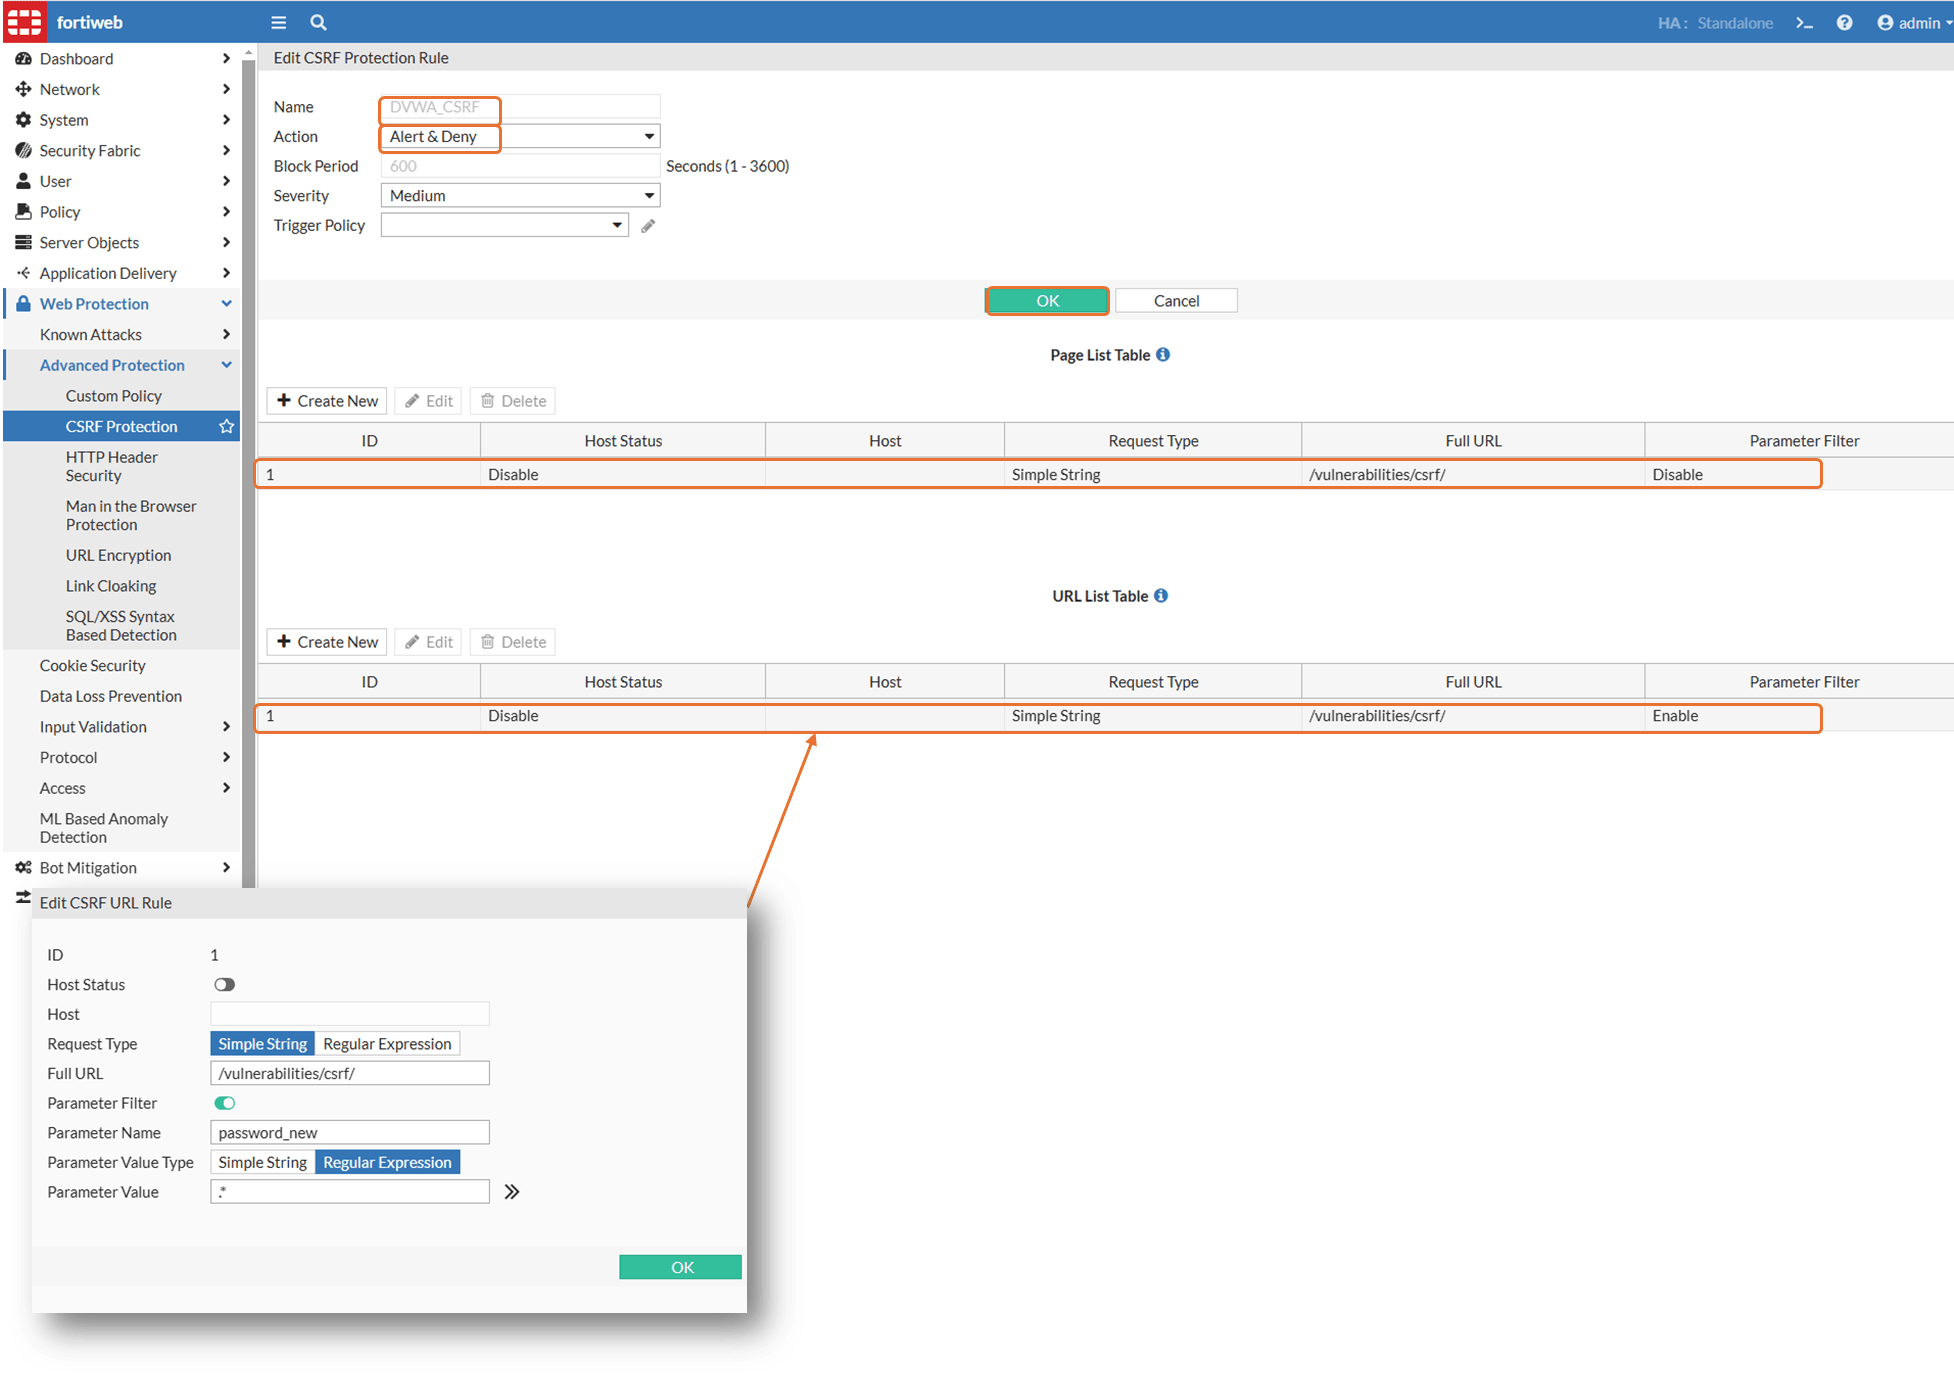 fortiweb
HA: Standalone
admin
Dashboard
Network
System
Security Fabric
User
Policy
Server Objects
Application Delivery
Web Protection
Known Attacks
Advanced Protection
Custom Policy
CSRF Protection
HTTP Header
Security
Man in the Browser
Protection
URL Encryption
Link Cloaking
SQL/XSS Syntax
Based Detection
Cookie Security
Data Loss Prevention
Input Validation
Protocol
Access
ML Based Anomaly
Detection
Bot Mitigation
Edit CSRF Protection Rule
Name DVWA_CSRF
Action Alert & Deny
Block Period 600 Seconds (1 - 3600)
Severity Medium
Trigger Policy
OK Cancel
Page List Table
Create New Edit Delete
ID Host Status Host Request Type Full URL Parameter Filter
1 Disable Simple String /vulnerabilities/csrf/ Disable
URL List Table
Create New Edit Delete
ID Host Status Host Request Type Full URL Parameter Filter
1 Disable Simple String /vulnerabilities/csrf/ Enable
Edit CSRF URL Rule
ID 1
Host Status
Host
Request Type Simple String Regular Expression
Full URL /vulnerabilities/csrf/
Parameter Filter
Parameter Name password_new
Parameter Value Type Simple String Regular Expression
Parameter Value .*
OK